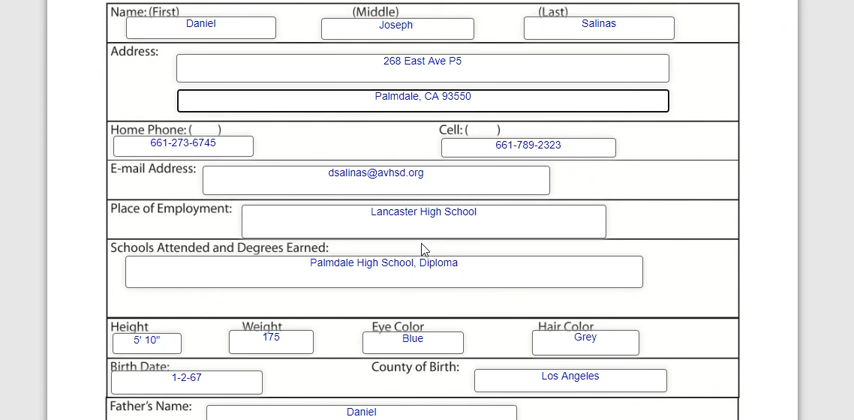 Name: (First) (Middle) (Last)
Daniel Joseph Salinas
Address:
268 East Ave P5
Palmdale, CA 93550
Home Phone: ( ) Cell: ( )
661-273-6745 661-789-2323
E-mail Address: dsalinas@avhsd.org
Place of Employment: Lancaster High School
Schools Attended and Degrees Earned:
Palmdale High School, Diploma
Height Weight Eye Color Hair Color
5' 10" 175 Blue Grey
Birth Date: County of Birth:
1-2-67 Los Angeles
Father's Name: Daniel